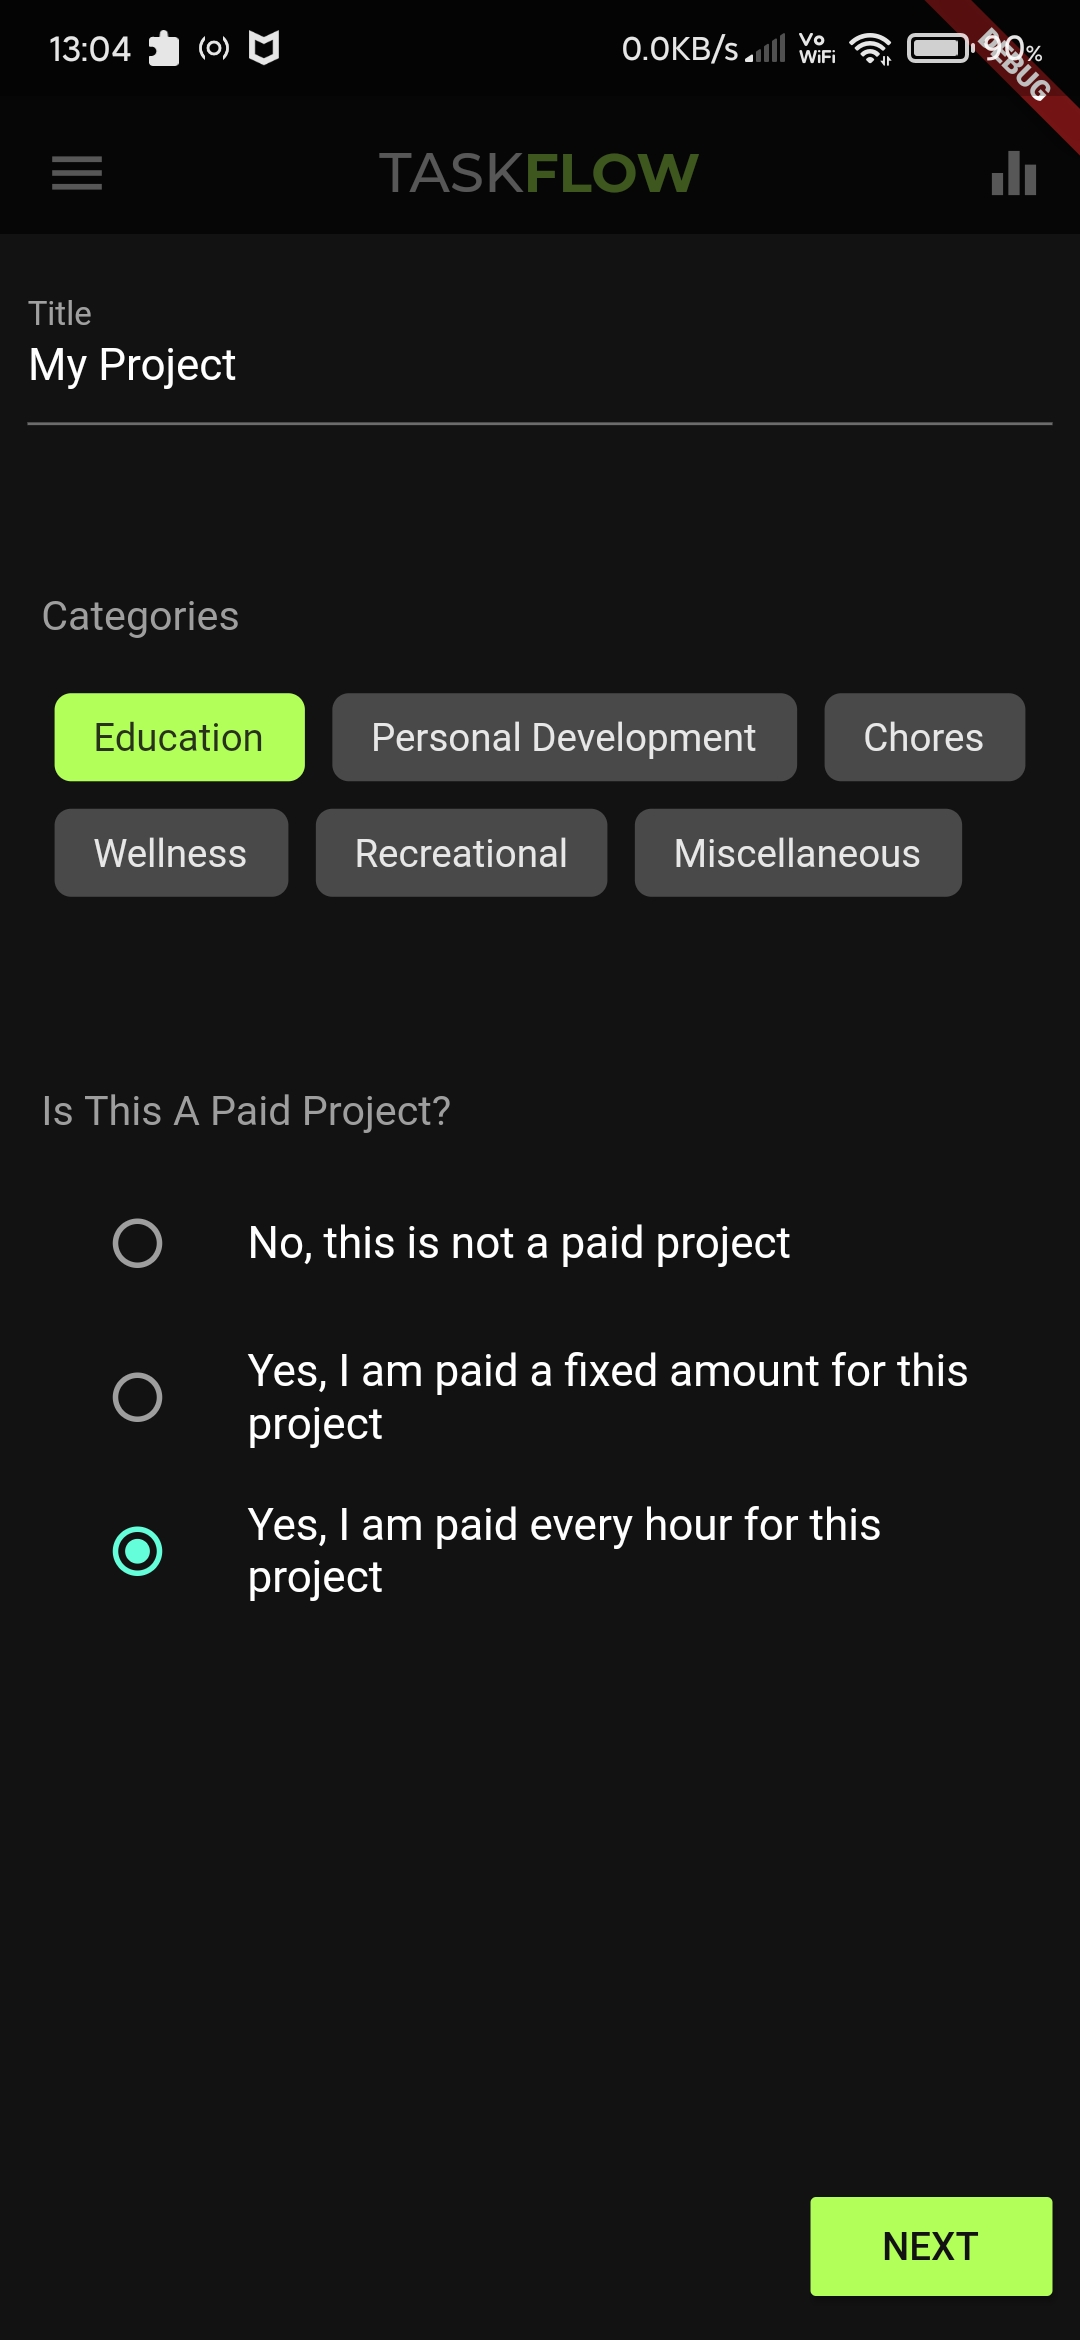 13:04 0.0KB/s Vo WiFi 90%
DEBUG
TASKFLOW
Title
My Project
Categories
Education Personal Development Chores
Wellness Recreational Miscellaneous
Is This A Paid Project?
No, this is not a paid project
Yes, I am paid a fixed amount for this
project
Yes, I am paid every hour for this
project
NEXT